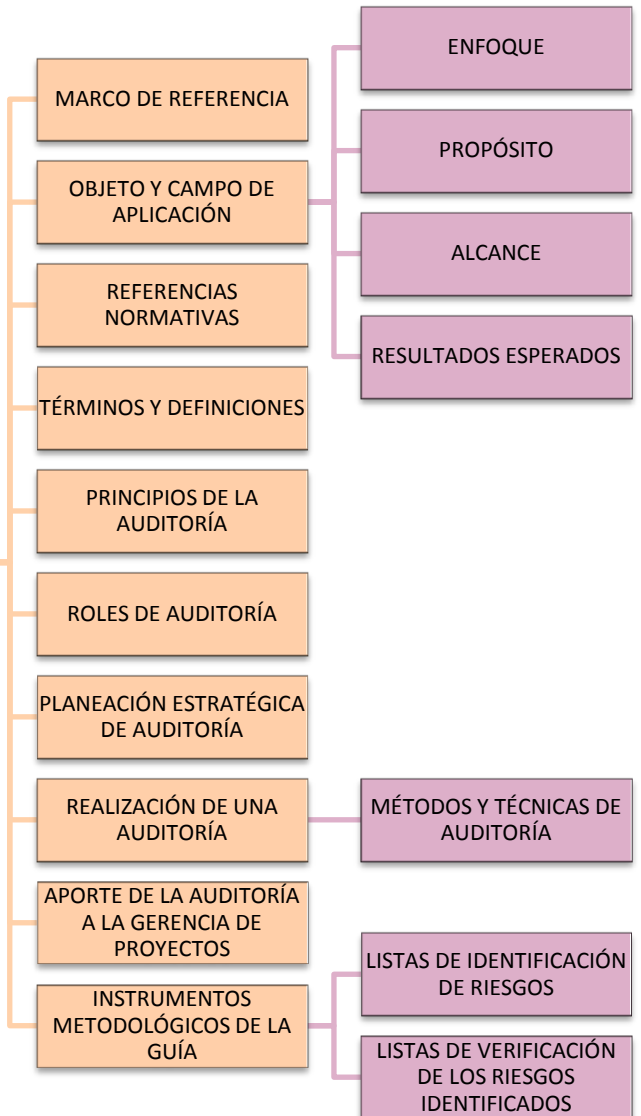 MARCO DE REFERENCIA
OBJETO Y CAMPO DE
APLICACIÓN
ENFOQUE
PROPÓSITO
ALCANCE
RESULTADOS ESPERADOS
REFERENCIAS
NORMATIVAS
TÉRMINOS Y DEFINICIONES
PRINCIPIOS DE LA
AUDITORÍA
ROLES DE AUDITORÍA
PLANEACIÓN ESTRATÉGICA
DE AUDITORÍA
REALIZACIÓN DE UNA
AUDITORÍA
MÉTODOS Y TÉCNICAS DE
AUDITORÍA
APORTE DE LA AUDITORÍA
A LA GERENCIA DE
PROYECTOS
INSTRUMENTOS
METODOLÓGICOS DE LA
GUÍA
LISTAS DE IDENTIFICACIÓN
DE RIESGOS
LISTAS DE VERIFICACIÓN
DE LOS RIESGOS
IDENTIFICADOS